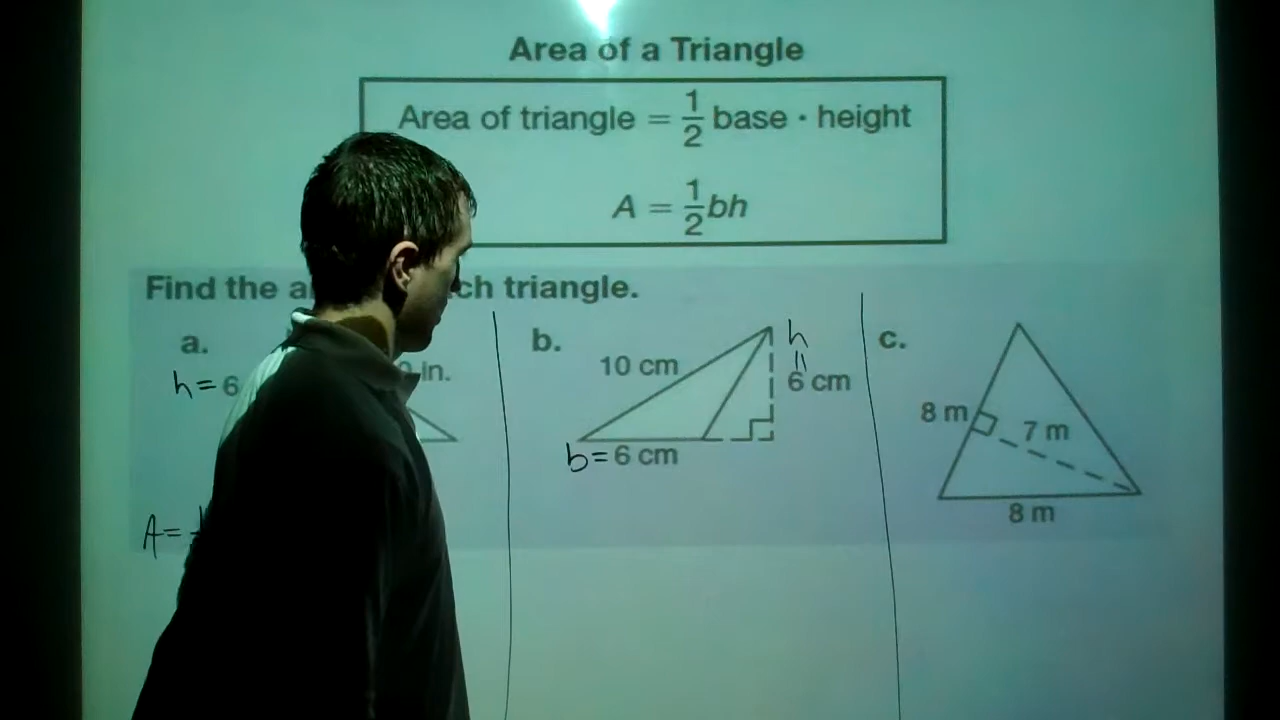 Area of a Triangle
Area of triangle = 1/2 base · height
A = 1/2 bh
Find the ch triangle.
a.
h = 6
in.
A =
b.
10 cm
h
=
6 cm
b = 6 cm
c.
8 m
7 m
8 m